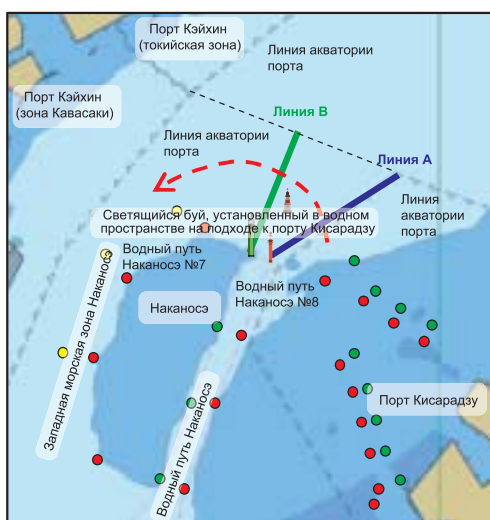 Порт Кэйхин
(токийская зона)
Линия акватории
порта
Порт Кэйхин
(зона Кавасаки)
Линия B
Линия акватории
порта
Линия A
Линия
акватории
порта
Светящийся буй, установленный в водном
пространстве на подходе к порту Кисарадзу
Водный путь
Наканосэ №7
Водный путь
Наканосэ №8
Наканосэ
Западная морская зона Наканосэ
Водный путь Наканосэ
Порт Кисарадзу